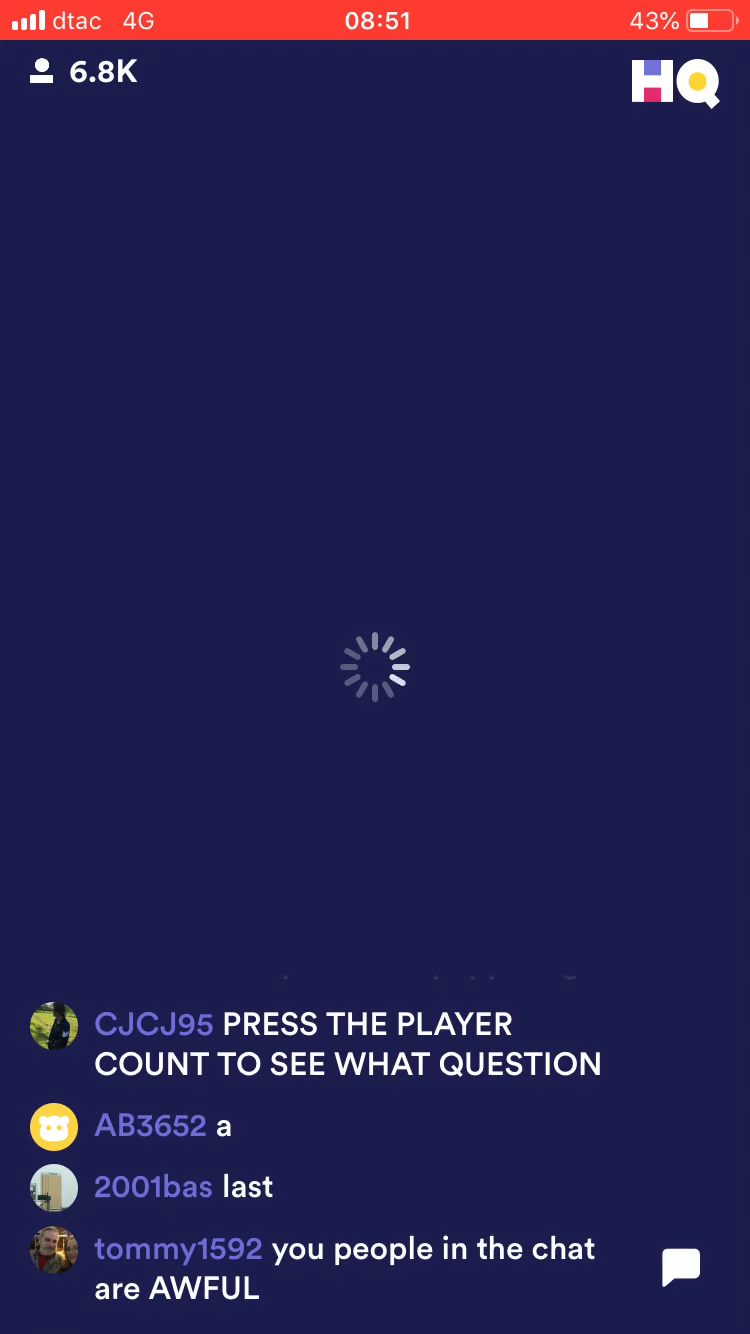 dtac 4G 08:51 43%
6.8K HQ
CJCJ95 PRESS THE PLAYER
COUNT TO SEE WHAT QUESTION
AB3652 a
2001bas last
tommy1592 you people in the chat
are AWFUL